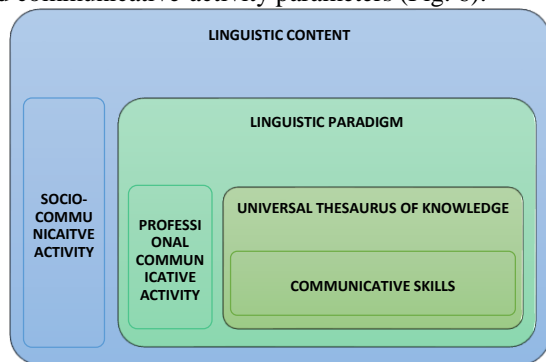 communicative activity parameters (Fig.
LINGUISTIC CONTENT
LINGUISTIC PARADIGM
SOCIO-
COMMU
NICAITVE
ACTIVITY
PROFESSI
ONAL
COMMUN
ICATIVE
ACTIVITY
UNIVERSAL THESAURUS OF KNOWLEDGE
COMMUNICATIVE SKILLS